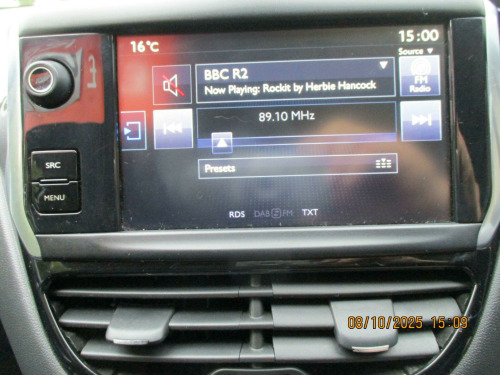 16°C
15:00
Source
BBC R2
Now Playing: Rockit by Herbie Hancock
FM
Radio
89.10 MHz
SRC
MENU
Presets
RDS DAB FM TXT
08/10/2025 15:09